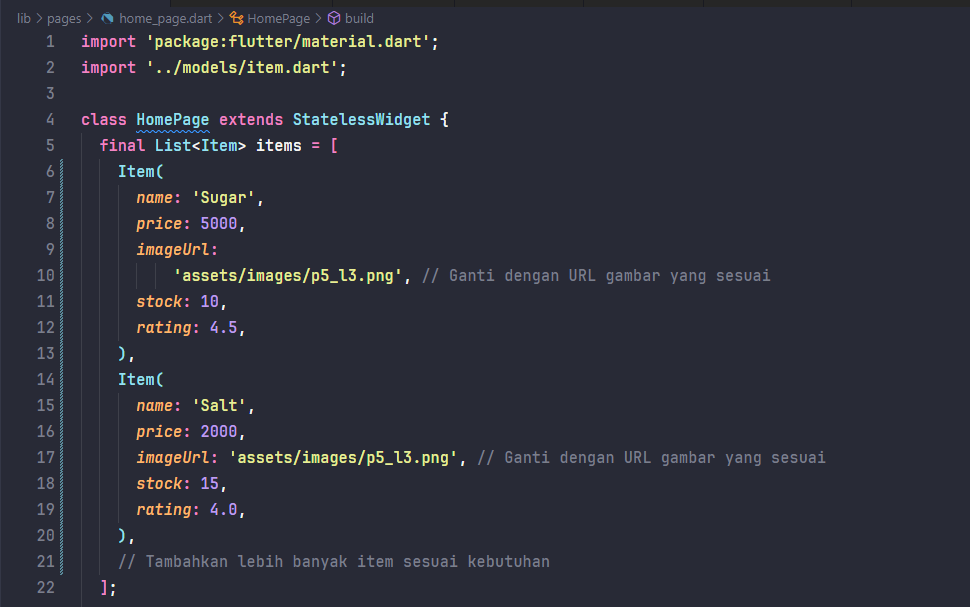 lib > pages > home_page.dart > HomePage > build
1 import 'package:flutter/material.dart';
2 import '../models/item.dart';
3
4 class HomePage extends StatelessWidget {
5 final List<Item> items = [
6 Item(
7 name: 'Sugar',
8 price: 5000,
9 imageUrl:
10 'assets/images/p5_l3.png', // Ganti dengan URL gambar yang sesuai
11 stock: 10,
12 rating: 4.5,
13 ),
14 Item(
15 name: 'Salt',
16 price: 2000,
17 imageUrl: 'assets/images/p5_l3.png', // Ganti dengan URL gambar yang sesuai
18 stock: 15,
19 rating: 4.0,
20 ),
21 // Tambahkan lebih banyak item sesuai kebutuhan
22 ];